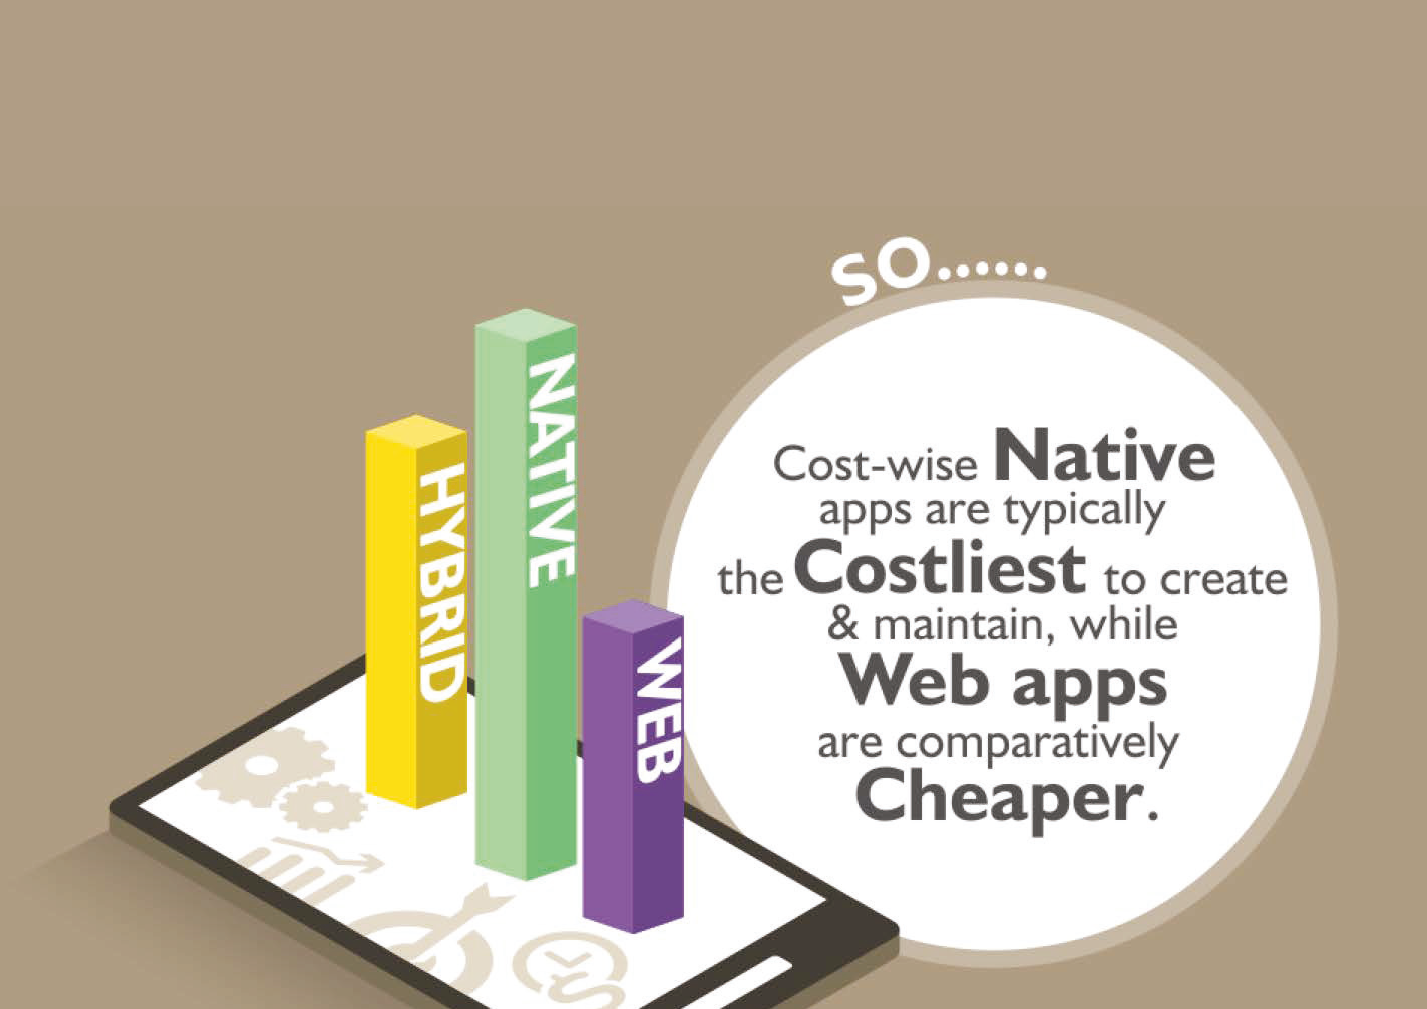 SO......
HYBRID
NATIVE
WEB
Cost-wise Native
apps are typically
the Costliest to create
& maintain, while
Web apps
are comparatively
Cheaper.